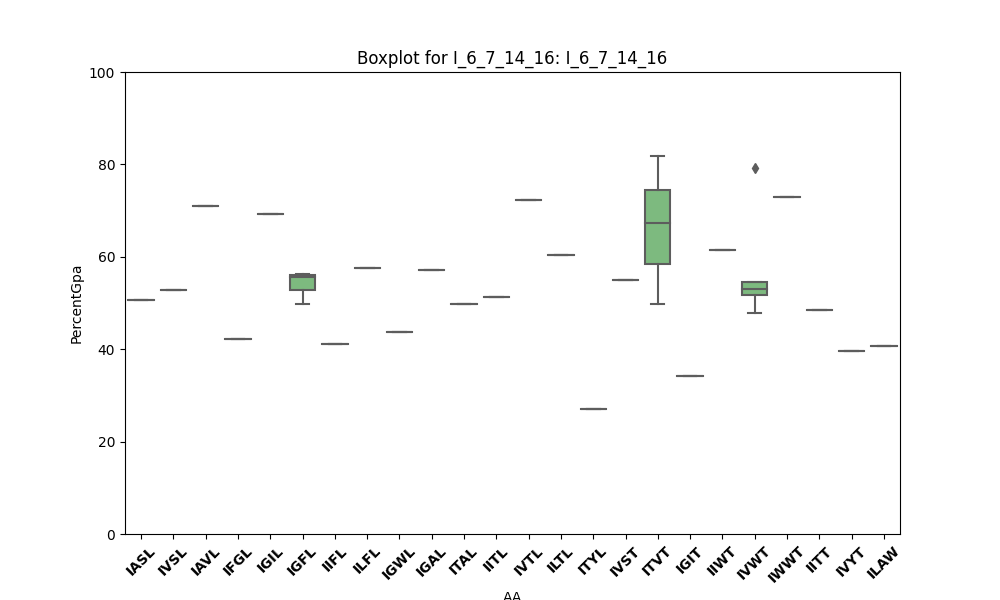 Boxplot for I_6_7_14_16: I_6_7_14_16
100
80
60
40
20
0
PercentGpa
IASL IVSL IAVL IFGL IGIL IGFL IIFL ILFL IGWL IGAL ITAL IITL IVTL ILTL ITYL IVST ITVT IGIT IIWT IVWT IWWT IITT IVYT ILAW
AA